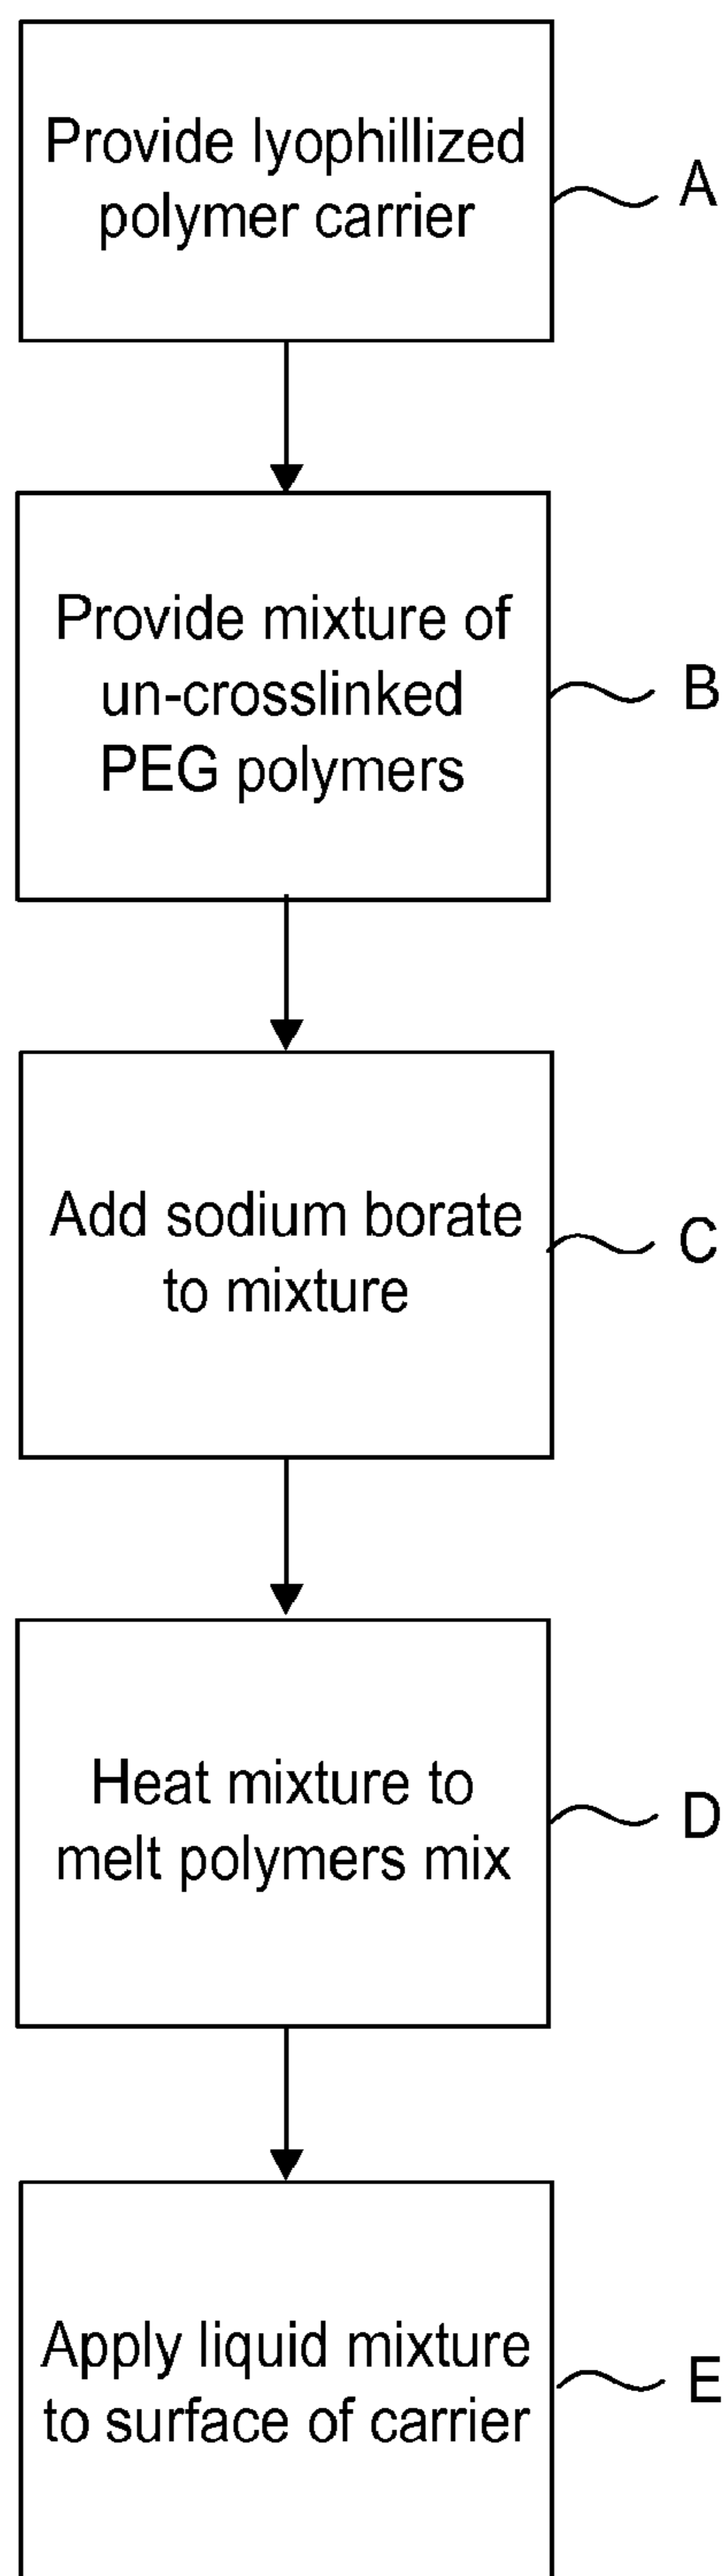 Provide lyophillized
polymer carrier
A
Provide mixture of
un-crosslinked
PEG polymers
B
Add sodium borate
to mixture
C
Heat mixture to
melt polymers mix
D
Apply liquid mixture
to surface of carrier
E